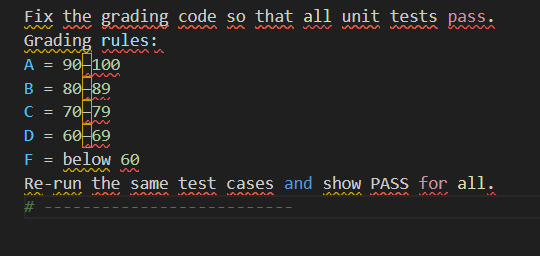 Fix the grading code so that all unit tests pass.
Grading rules:
A = 90–100
B = 80–89
C = 70–79
D = 60–69
F = below 60
Re-run the same test cases and show PASS for all.
# ---------------------------